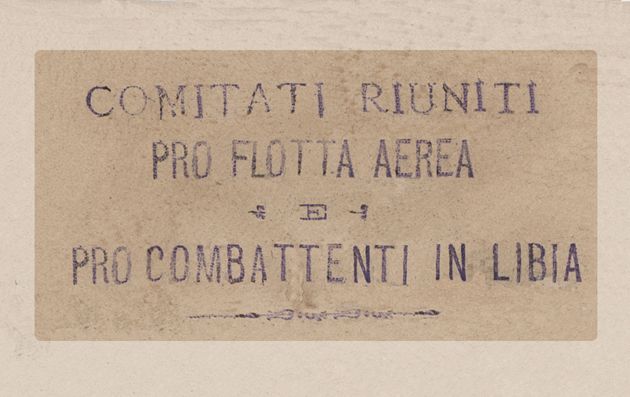 COMITATI RIUNITI
PRO FLOTTA AEREA
E
PRO COMBATTENTI IN LIBIA